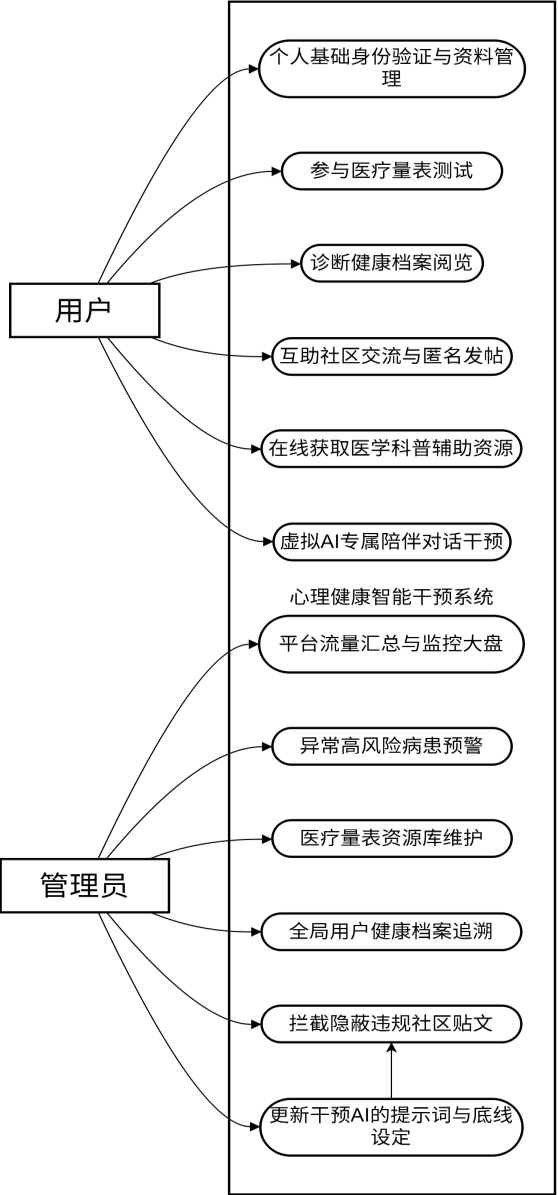 个人基础身份验证与资料管
理
参与医疗量表测试
诊断健康档案阅览
用户
互助社区交流与匿名发帖
在线获取医学科普辅助资源
虚拟AI专属陪伴对话干预
心理健康智能干预系统
平台流量汇总与监控大盘
异常高风险病患预警
医疗量表资源库维护
管理员
全局用户健康档案追溯
拦截隐蔽违规社区贴文
更新干预AI的提示词与底线
设定